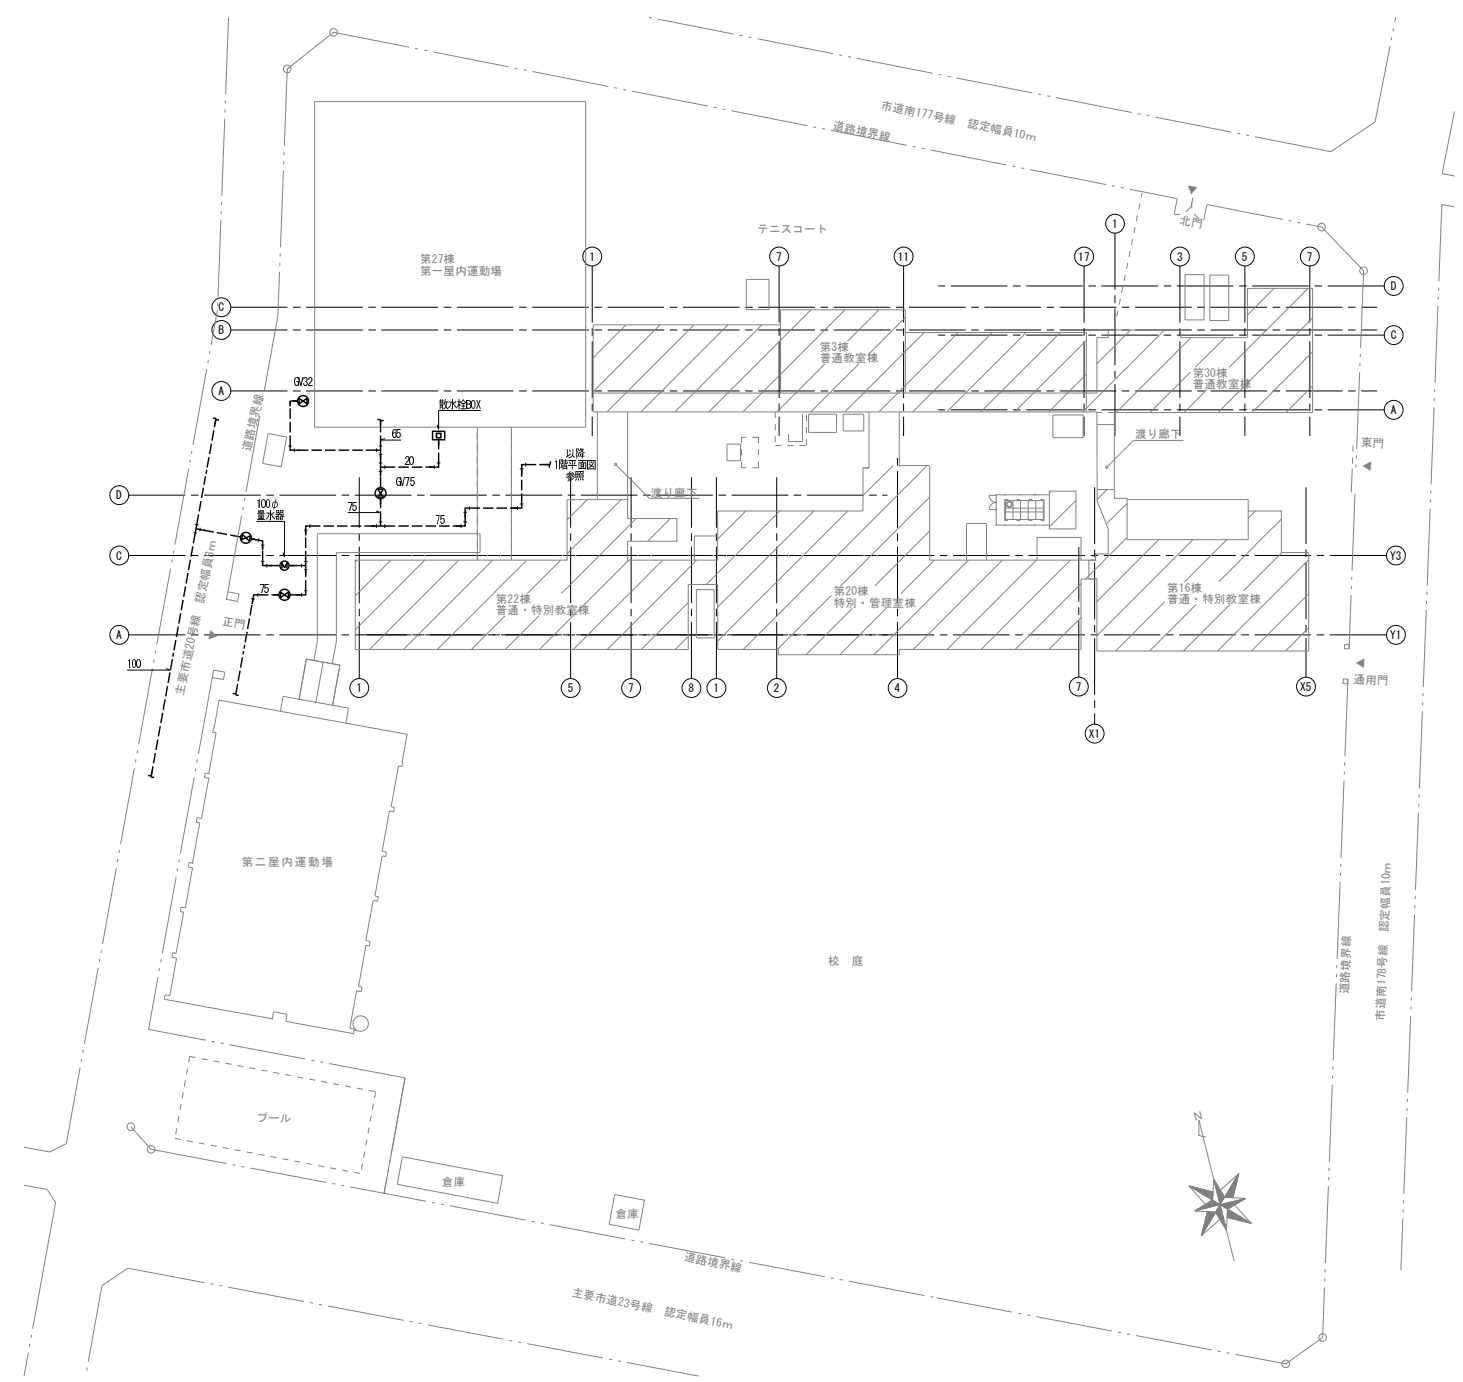 市道南177号線　認定幅員10m
道路境界線
北門
テニスコート
第27棟
第一屋内運動場
1
7
11
17
1
3
5
7
D
C
B
C
A
A
第3棟
普通教室棟
第30棟
普通教室棟
GV32
散水栓BOX
道路境界線
65
20
以降
1階平面図
参照
渡り廊下
東門
GV75
渡り廊下
D
100φ
量水器
75
75
C
Y3
主要市道20号線　認定幅員8m
75
第22棟
普通・特別教室棟
第20棟
特別・管理室棟
第16棟
普通・特別教室棟
正門
A
Y1
100
1
5
7
8
1
2
4
7
X1
X5
通用門
第二屋内運動場
校　庭
道路境界線
市道南178号線　認定幅員10m
プール
倉庫
倉庫
N
道路境界線
主要市道23号線　認定幅員16m